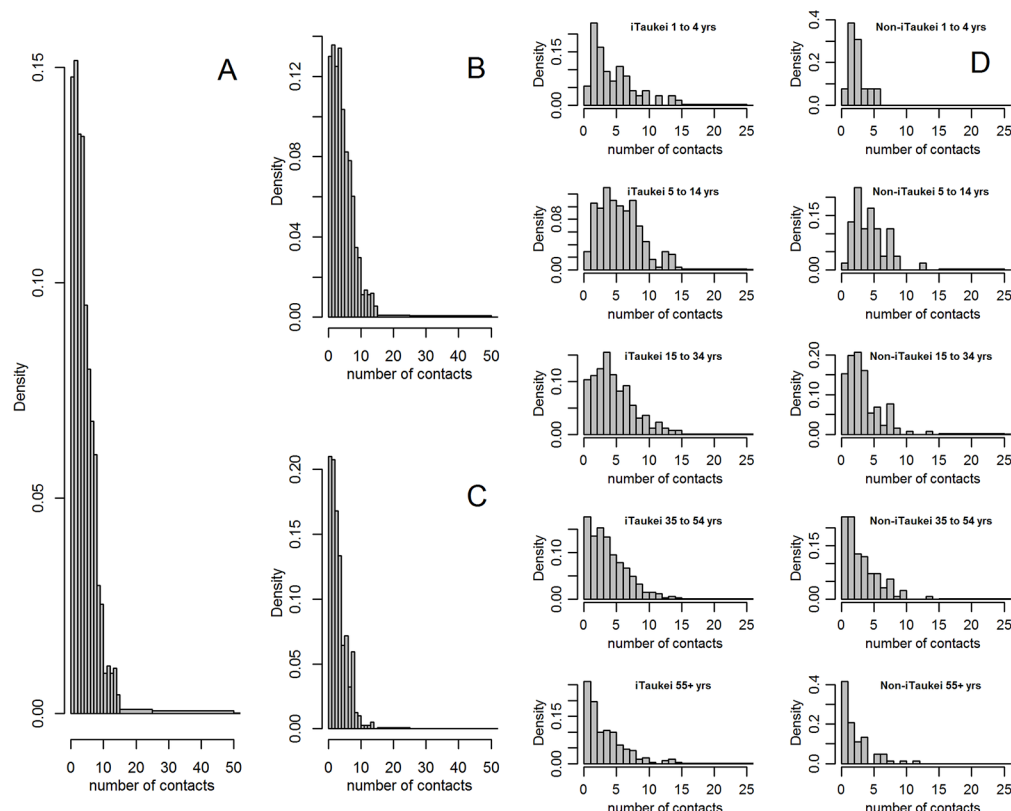 A
Density
0.00
0.05
0.10
0.15
0 10 20 30 40 50
number of contacts
B
Density
0.00
0.04
0.08
0.12
0 10 20 30 40 50
number of contacts
C
Density
0.00
0.05
0.10
0.15
0.20
0 10 20 30 40 50
number of contacts
D
iTaukei 1 to 4 yrs
Density
0.00
0.15
0 5 10 15 20 25
number of contacts
Non-iTaukei 1 to 4 yrs
Density
0.0
0.2
0.4
0 5 10 15 20 25
number of contacts
iTaukei 5 to 14 yrs
Density
0.00
0.08
0 5 10 15 20 25
number of contacts
Non-iTaukei 5 to 14 yrs
Density
0.00
0.15
0 5 10 15 20 25
number of contacts
iTaukei 15 to 34 yrs
Density
0.00
0.10
0 5 10 15 20 25
number of contacts
Non-iTaukei 15 to 34 yrs
Density
0.00
0.10
0.20
0 5 10 15 20 25
number of contacts
iTaukei 35 to 54 yrs
Density
0.00
0.10
0 5 10 15 20 25
number of contacts
Non-iTaukei 35 to 54 yrs
Density
0.00
0.15
0 5 10 15 20 25
number of contacts
iTaukei 55+ yrs
Density
0.00
0.15
0 5 10 15 20 25
number of contacts
Non-iTaukei 55+ yrs
Density
0.0
0.2
0.4
0 5 10 15 20 25
number of contacts